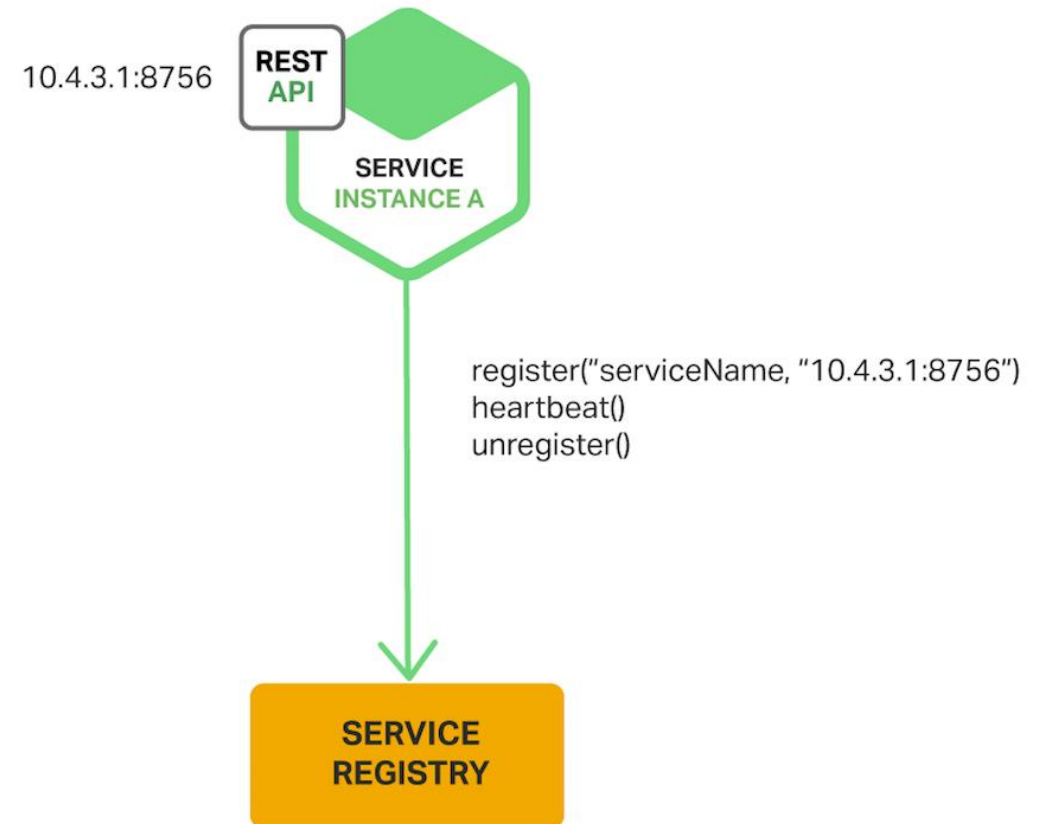 10.4.3.1:8756
REST
API
SERVICE
INSTANCE A
register(“serviceName, “10.4.3.1:8756”)
heartbeat()
unregister()
SERVICE
REGISTRY